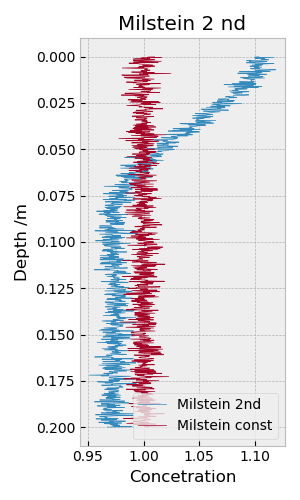 Milstein 2 nd
0.000
0.025
0.050
0.075
0.100
0.125
0.150
0.175
0.200
Depth /m
Milstein 2nd
Milstein const
0.95
1.00
1.05
1.10
Concetration